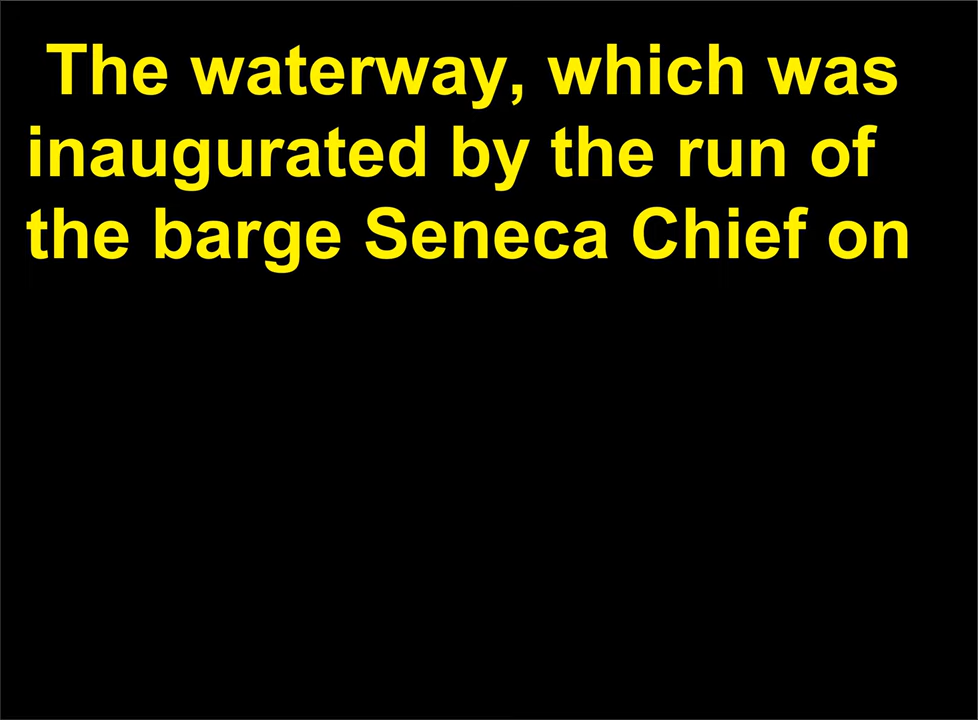 The waterway, which was
inaugurated by the run of
the barge Seneca Chief on